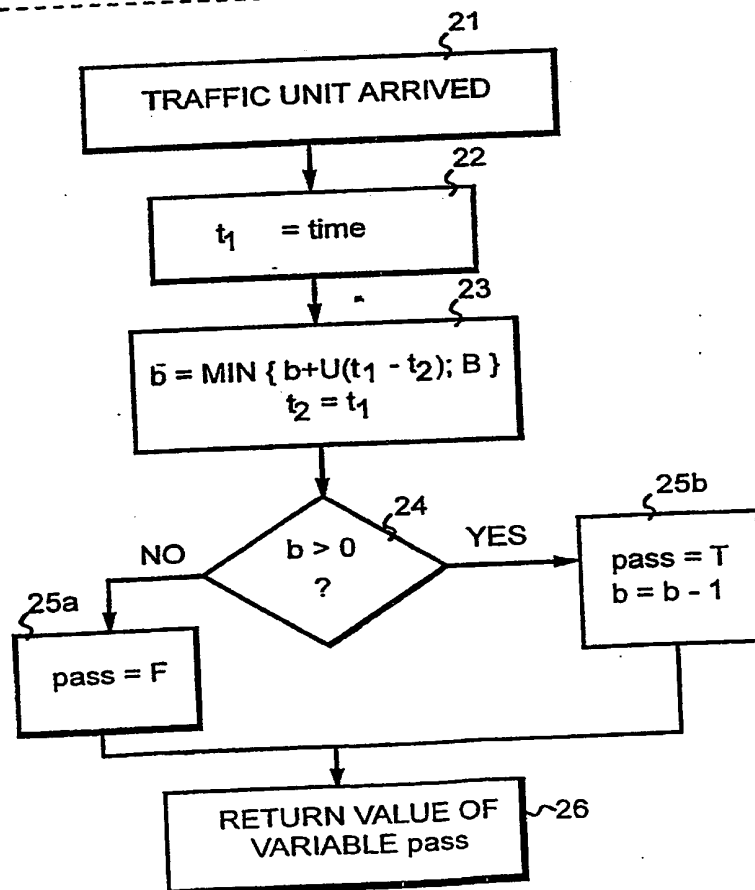 21
TRAFFIC UNIT ARRIVED
22
t1 = time
23
b = MIN { b+U(t1 - t2); B }
t2 = t1
24
b > 0
?
NO
YES
25a
pass = F
25b
pass = T
b = b - 1
RETURN VALUE OF
VARIABLE pass
26